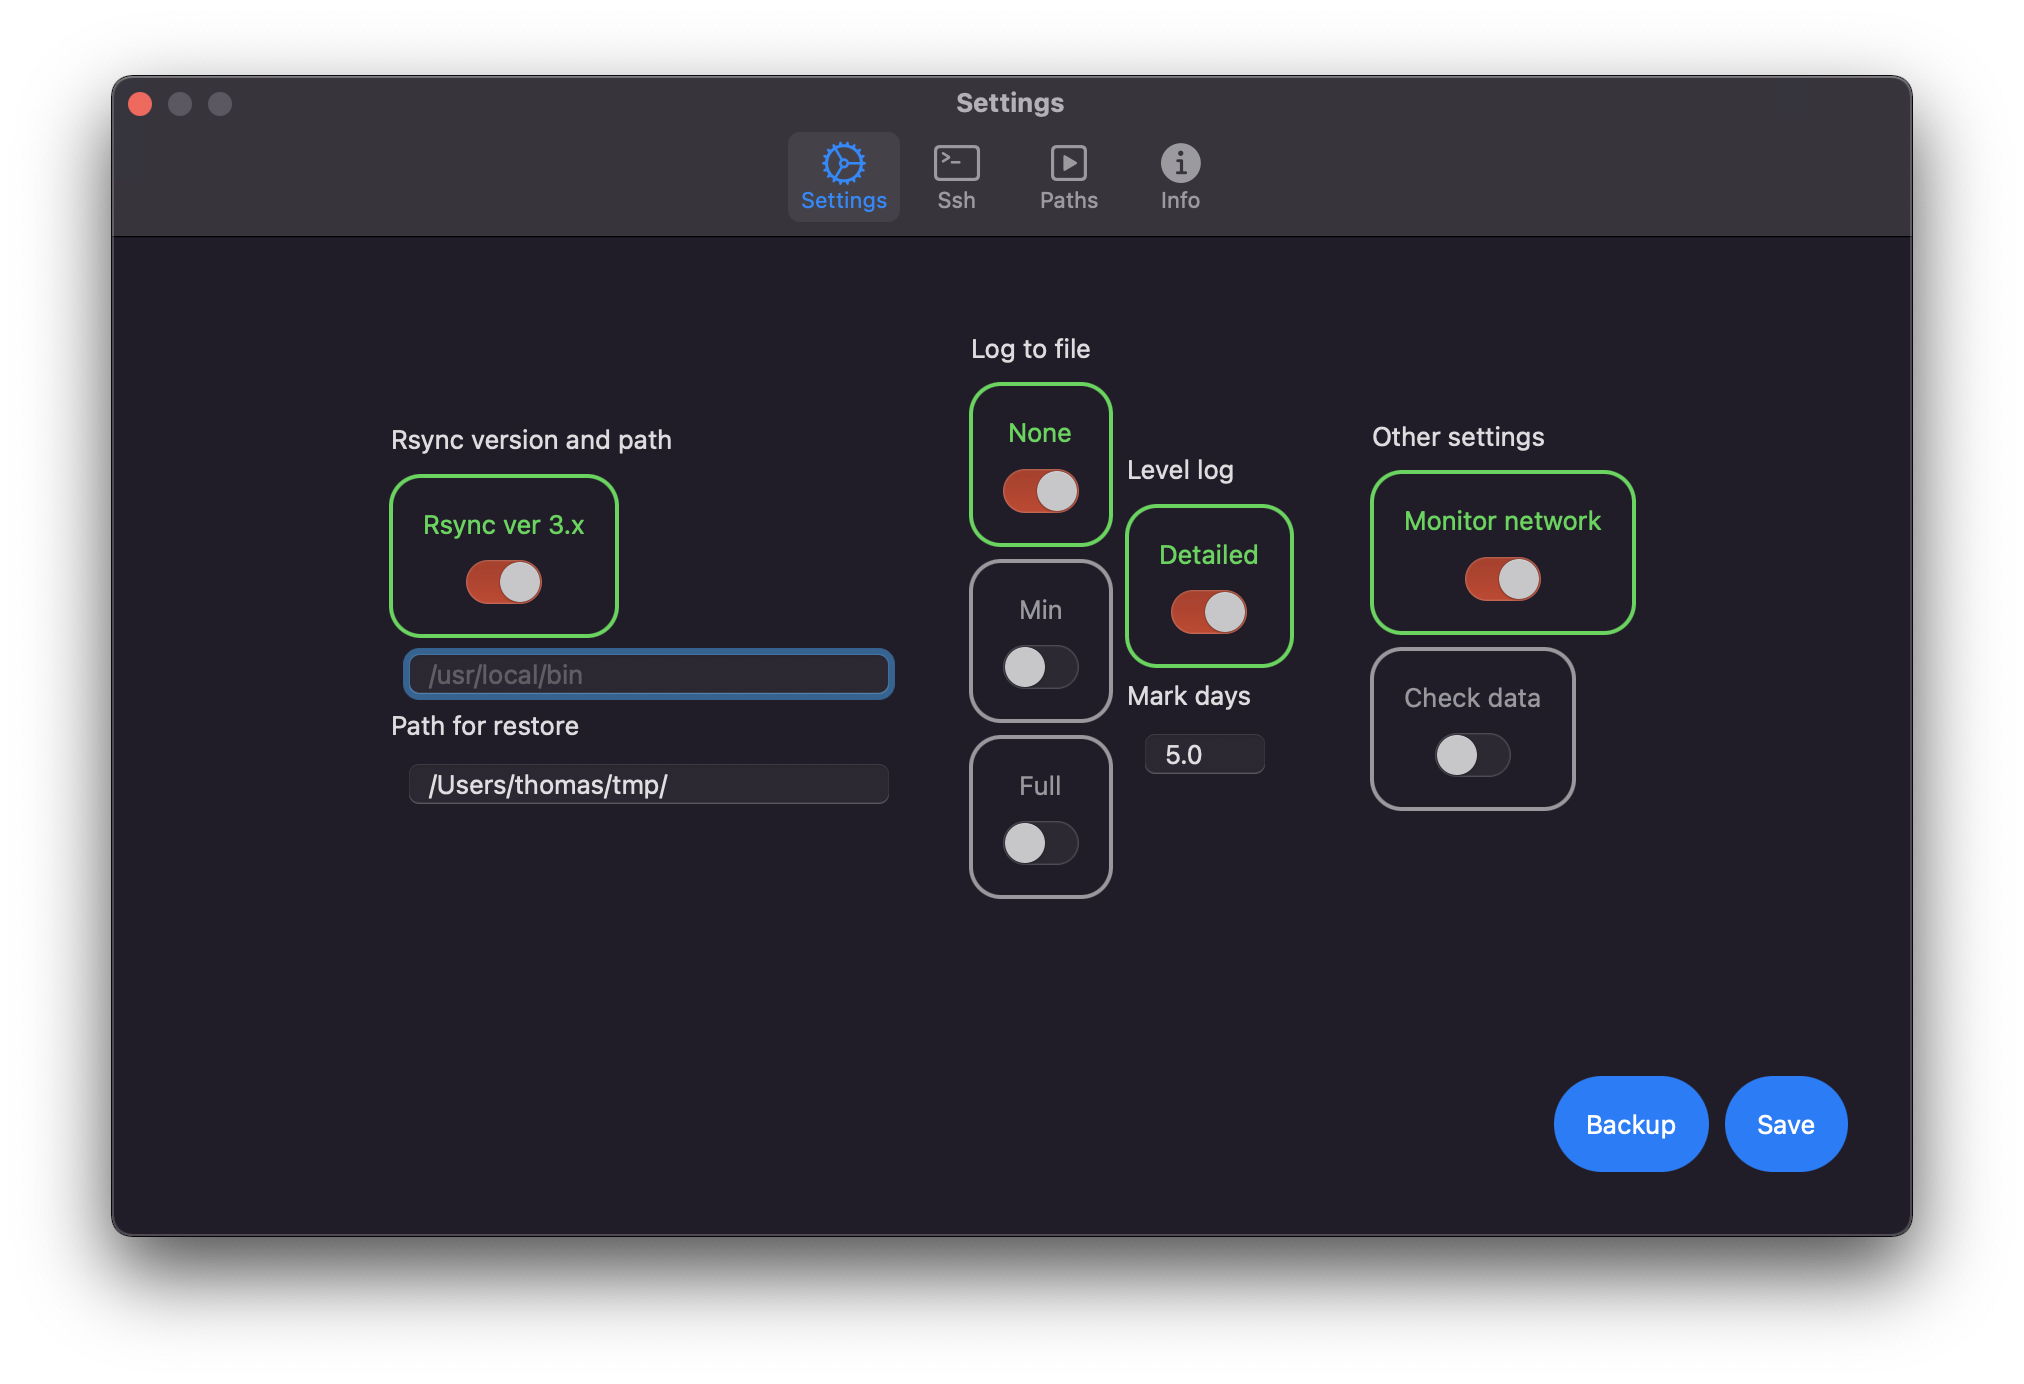 Settings
Settings
Ssh
Paths
Info
Rsync version and path
Rsync ver 3.x
/usr/local/bin
Path for restore
/Users/thomas/tmp/
Log to file
None
Min
Full
Level log
Detailed
Mark days
5.0
Other settings
Monitor network
Check data
Backup
Save